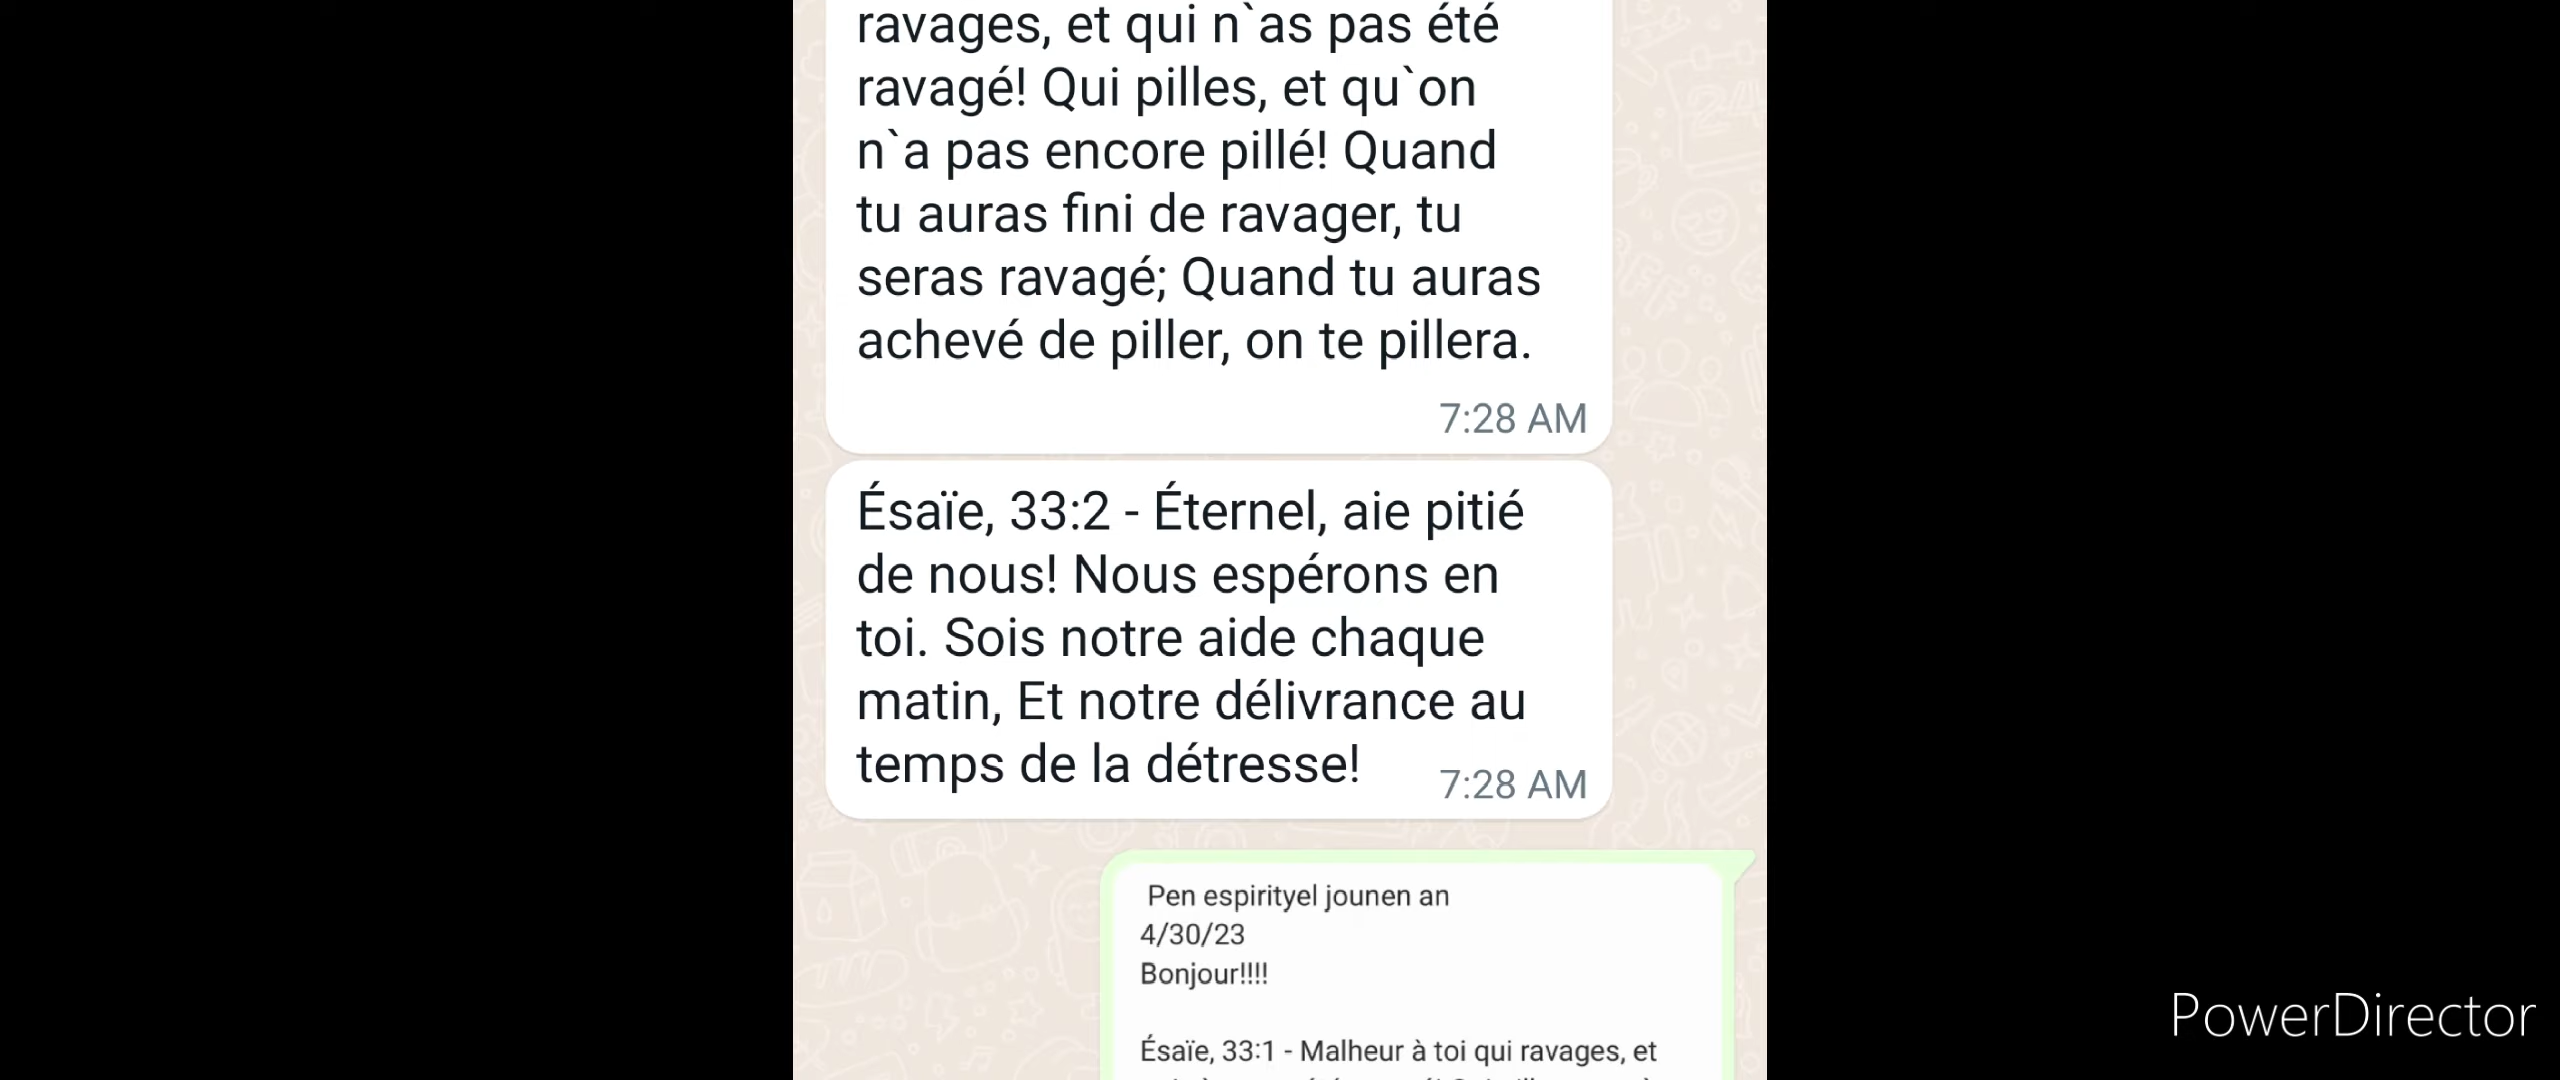 ravages, et qui n`as pas été
ravagé! Qui pilles, et qu`on
n`a pas encore pillé! Quand
tu auras fini de ravager, tu
seras ravagé; Quand tu auras
achevé de piller, on te pillera.
7:28 AM
Ésaïe, 33:2 - Éternel, aie pitié
de nous! Nous espérons en
toi. Sois notre aide chaque
matin, Et notre délivrance au
temps de la détresse!
7:28 AM
Pen espirityel jounen an
4/30/23
Bonjour!!!!
Ésaïe, 33:1 - Malheur à toi qui ravages, et
PowerDirector